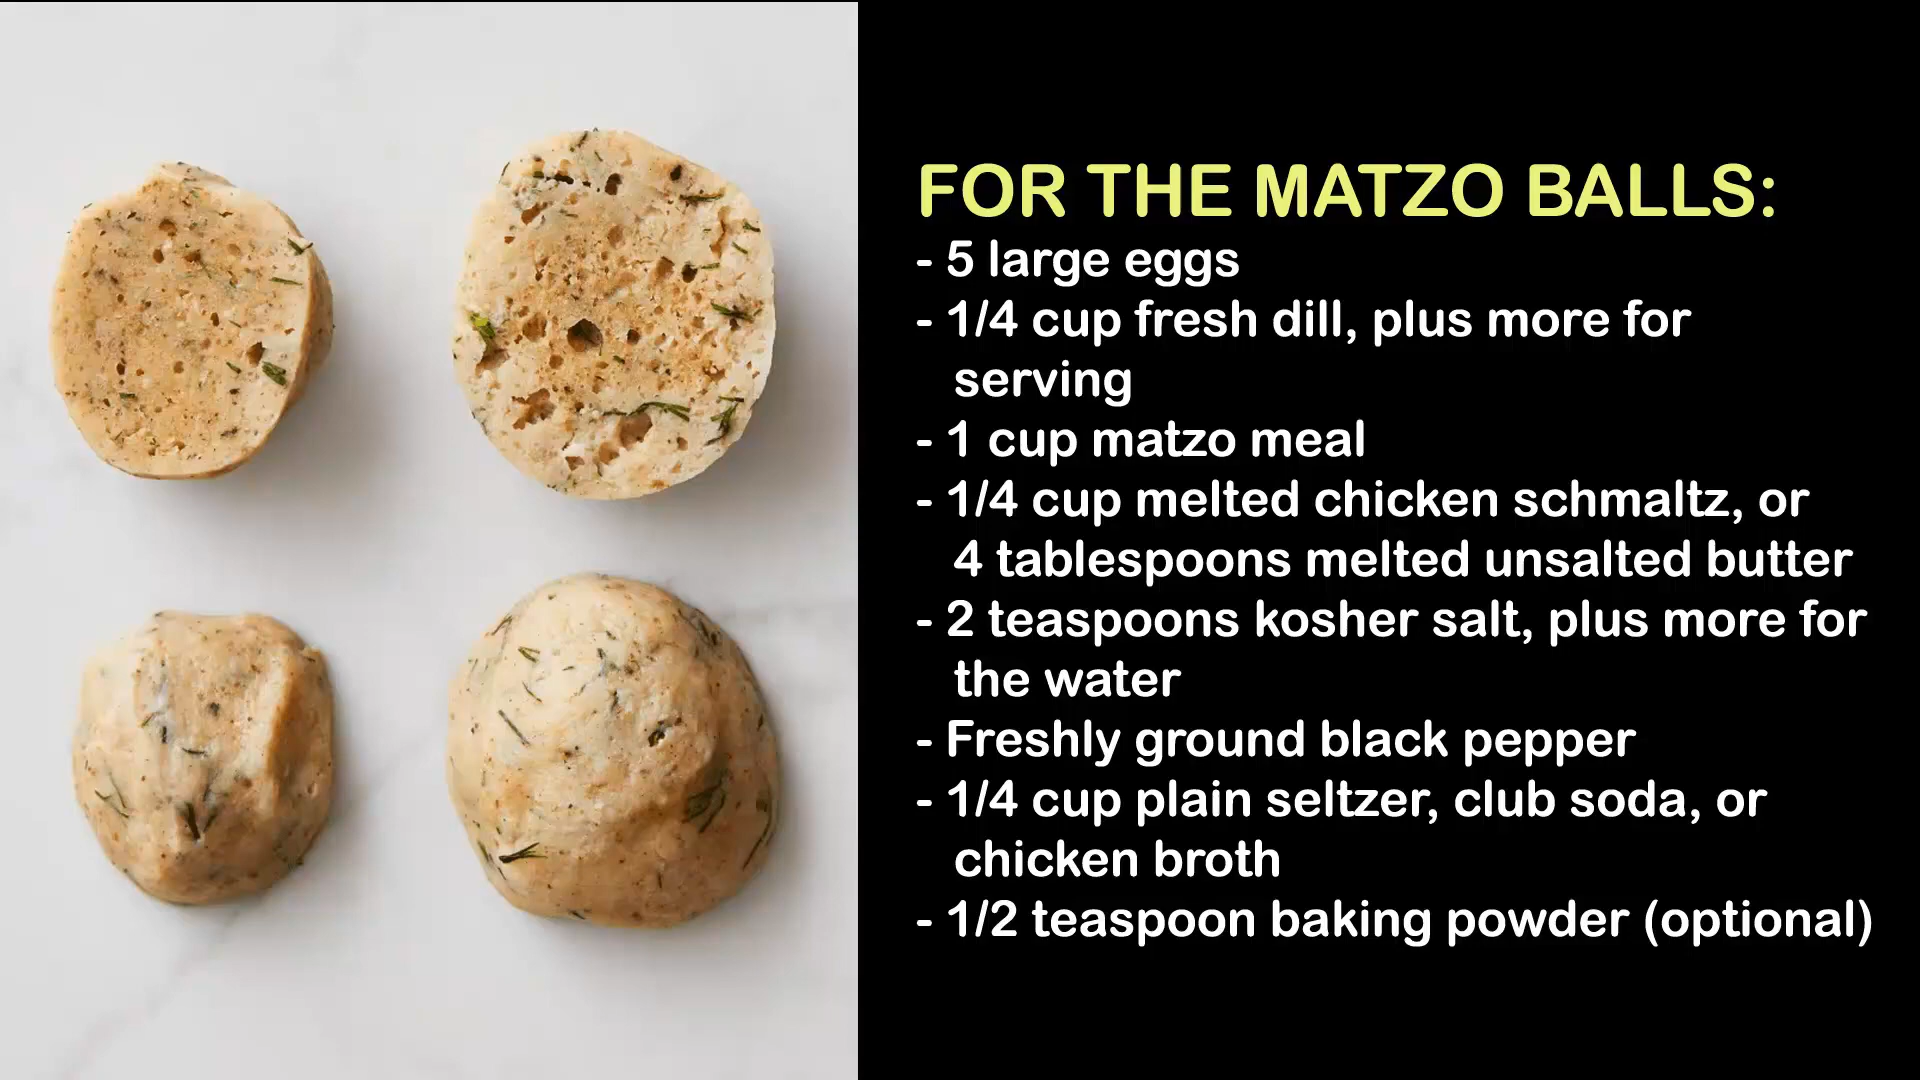 FOR THE MATZO BALLS:
- 5 large eggs
- 1/4 cup fresh dill, plus more for
serving
- 1 cup matzo meal
- 1/4 cup melted chicken schmaltz, or
4 tablespoons melted unsalted butter
- 2 teaspoons kosher salt, plus more for
the water
- Freshly ground black pepper
- 1/4 cup plain seltzer, club soda, or
chicken broth
- 1/2 teaspoon baking powder (optional)